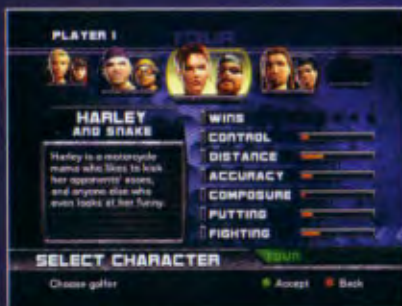 PLAYER 1
TOUR
HARLEY
AND SNAKE
Harley is a motorcycle
mama who likes to kick
her opponents' asses,
and anyone else who
even looks at her funny.
WINS
CONTROL
DISTANCE
ACCURACY
COMPOSURE
PUTTING
FIGHTING
SELECT CHARACTER
TOUR
Choose golfer
Accept
Back